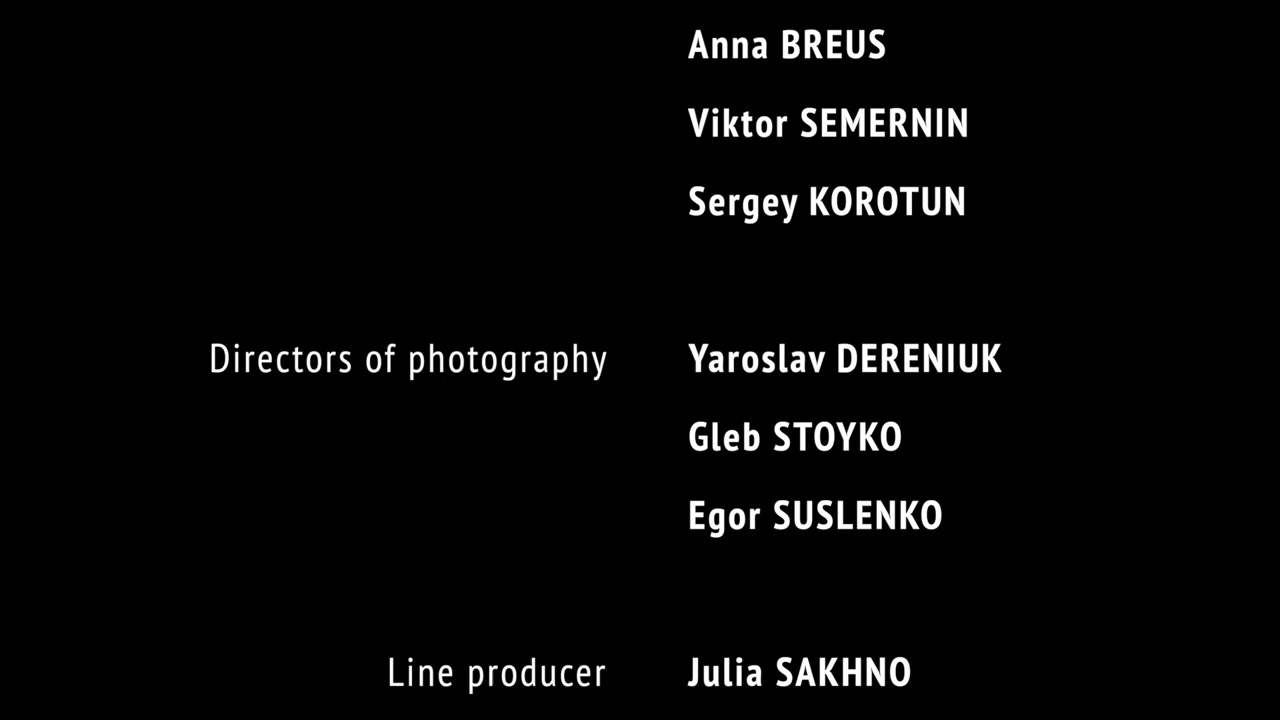 Anna BREUS
Viktor SEMERNIN
Sergey KOROTUN
Directors of photography Yaroslav DERENIUK
Gleb STOYKO
Egor SUSLENKO
Line producer Julia SAKHNO